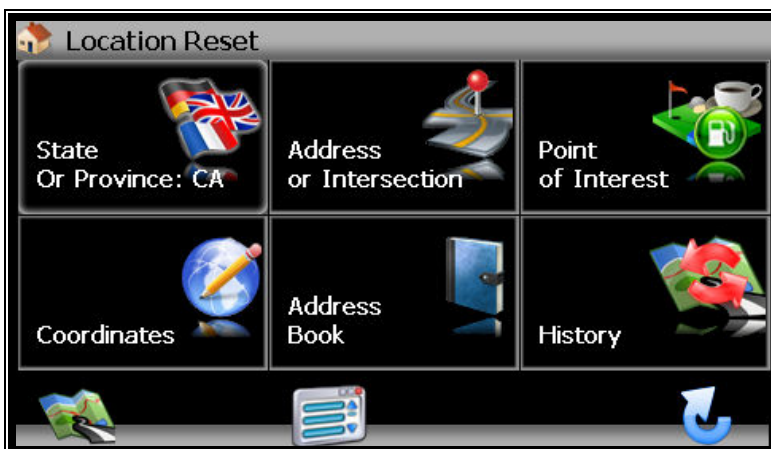 Location Reset
State
Or Province: CA
Address
or Intersection
Point
of Interest
Coordinates
Address
Book
History